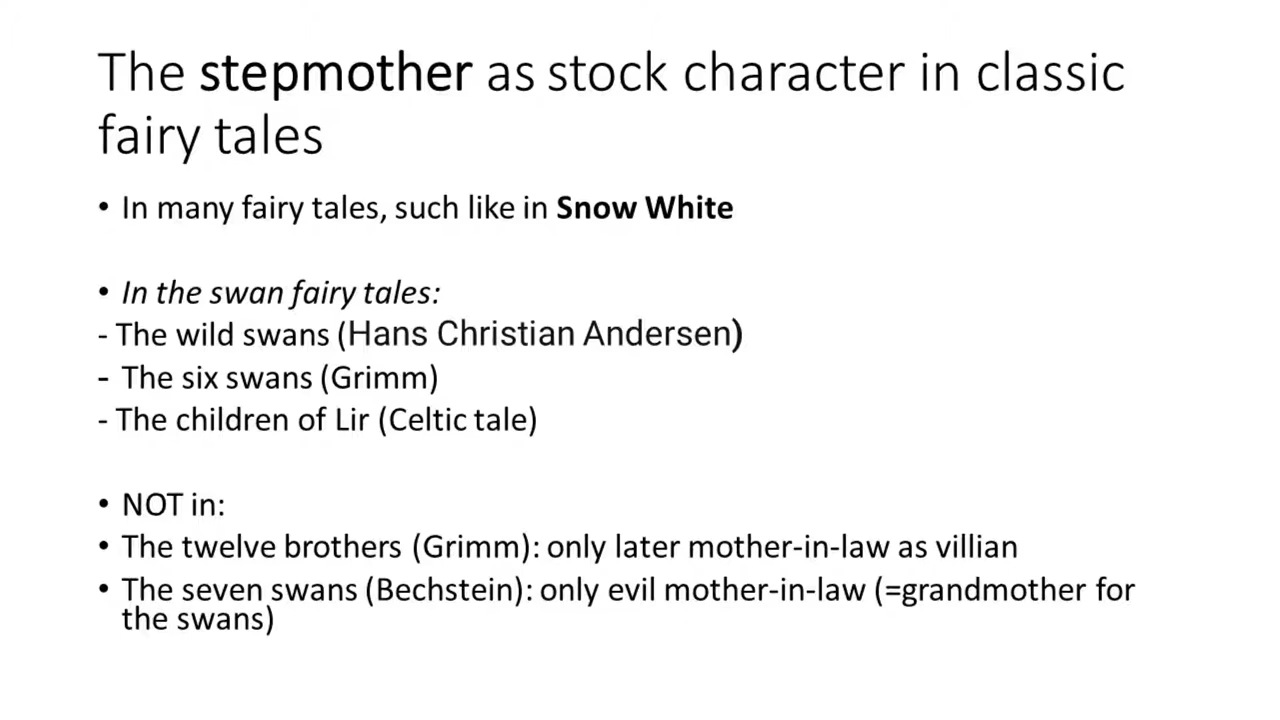 The stepmother as stock character in classic
fairy tales
• In many fairy tales, such like in Snow White
• In the swan fairy tales:
- The wild swans (Hans Christian Andersen)
- The six swans (Grimm)
- The children of Lir (Celtic tale)
• NOT in:
• The twelve brothers (Grimm): only later mother-in-law as villian
• The seven swans (Bechstein): only evil mother-in-law (=grandmother for
the swans)